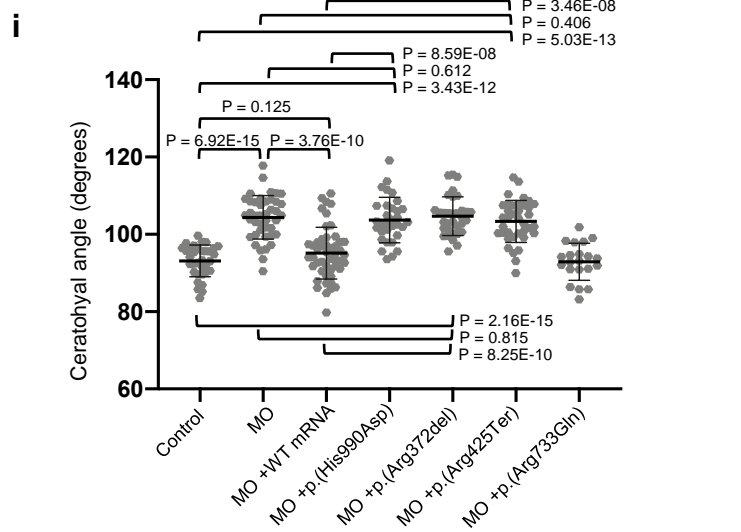 i
P = 3.46E-08
P = 0.406
P = 5.03E-13
P = 8.59E-08
P = 0.612
P = 3.43E-12
P = 0.125
P = 6.92E-15 P = 3.76E-10
Ceratohyal angle (degrees)
140
120
100
80
60
P = 2.16E-15
P = 0.815
P = 8.25E-10
Control
MO
MO +WT mRNA
MO +p.(His990Asp)
MO +p.(Arg372del)
MO +p.(Arg425Ter)
MO +p.(Arg733Gln)